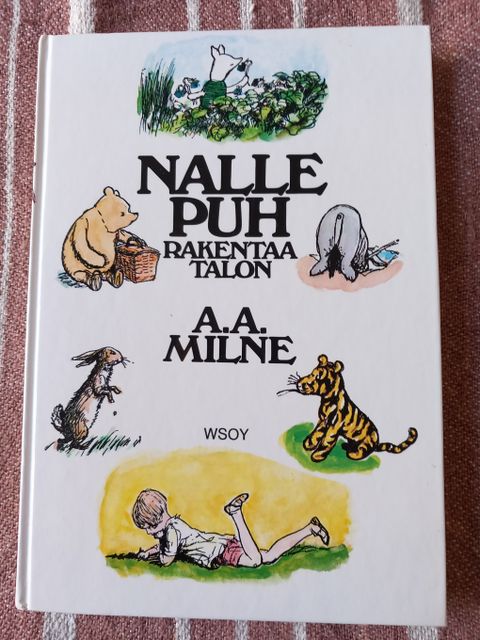 NALLE
PUH
RAKENTAA
TALON
A.A.
MILNE
WSOY